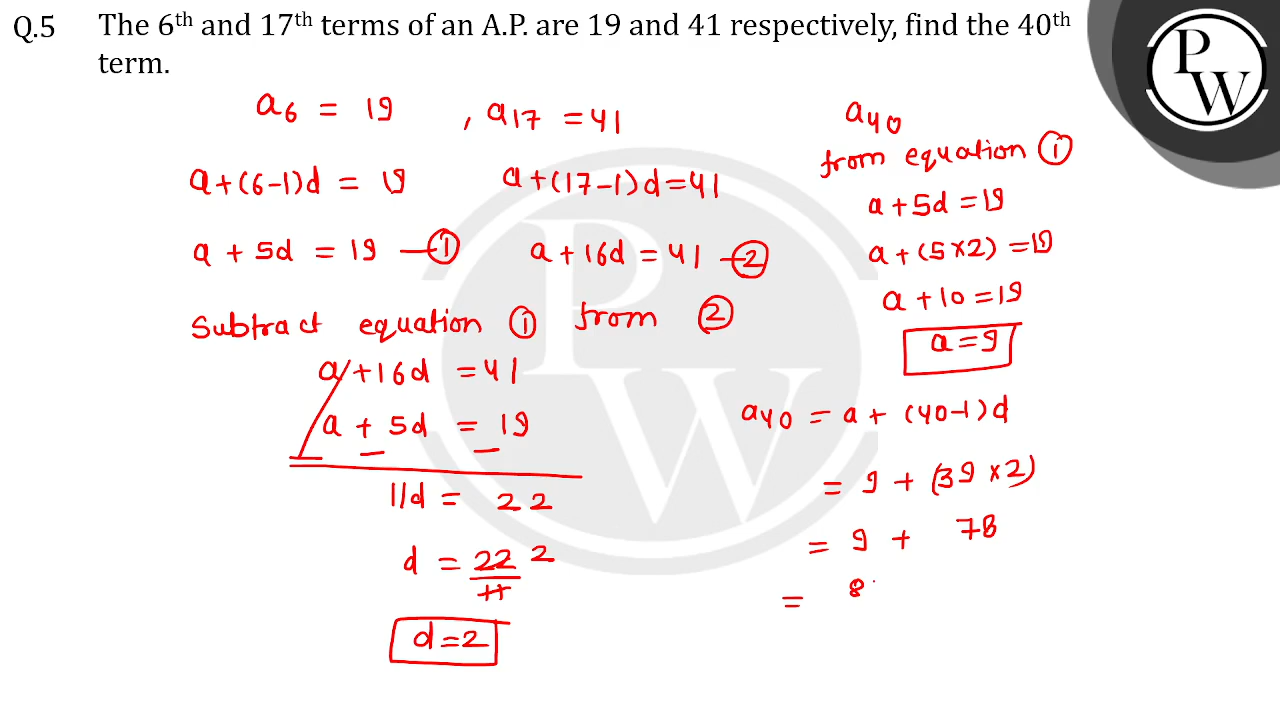 Q.5 The 6th and 17th terms of an A.P. are 19 and 41 respectively, find the 40th
term.
PW
a6 = 19 , a17 = 41
a+(6-1)d = 19 a+(17-1)d=41
a + 5d = 19 — ①
a + 16d = 41 — ②
Subtract equation ① from ②
a + 16d = 41
a + 5d = 19
— — —
11d = 22
d = 22/11 2
d=2
a40
from equation ①
a + 5d = 19
a + (5×2) = 19
a + 10 = 19
a = 9
a40 = a + (40-1)d
= 9 + (39 × 2)
= 9 + 78
= 8
PW